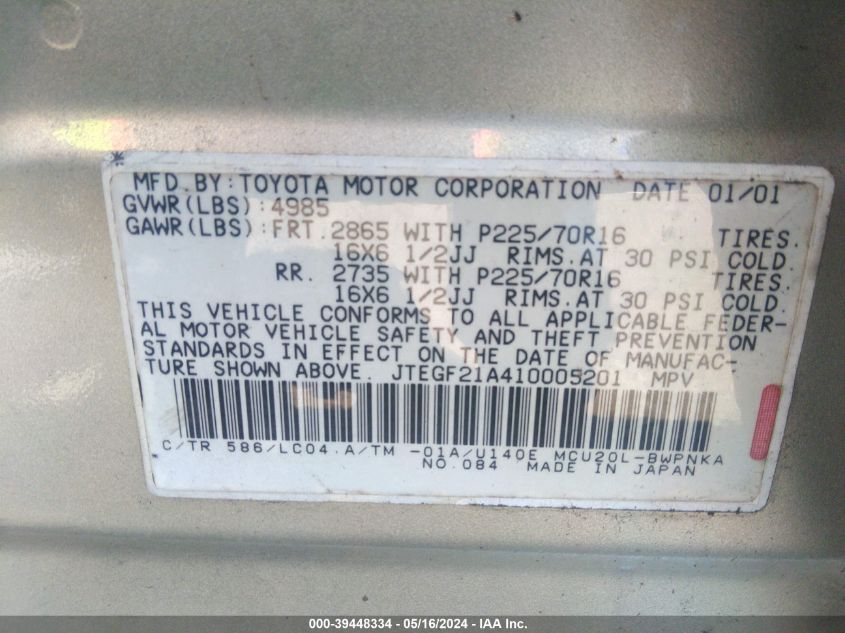 MFD.BY:TOYOTA MOTOR CORPORATION DATE 01/01
GVWR(LBS):4985
GAWR(LBS):FRT.2865 WITH P225/70R16 TIRES.
16X6 1/2JJ RIMS.AT 30 PSI COLD.
RR. 2735 WITH P225/70R16 TIRES.
16X6 1/2JJ RIMS.AT 30 PSI COLD.
THIS VEHICLE CONFORMS TO ALL APPLICABLE FEDER-
AL MOTOR VEHICLE SAFETY AND THEFT PREVENTION
STANDARDS IN EFFECT ON THE DATE OF MANUFAC-
TURE SHOWN ABOVE. JTEGF21A410005201 MPV
C/TR 586/LC04.A/TM -01A/U140E MCU20L-BWPNKA
NO.084 MADE IN JAPAN
000-39448334 - 05/16/2024 - IAA Inc.